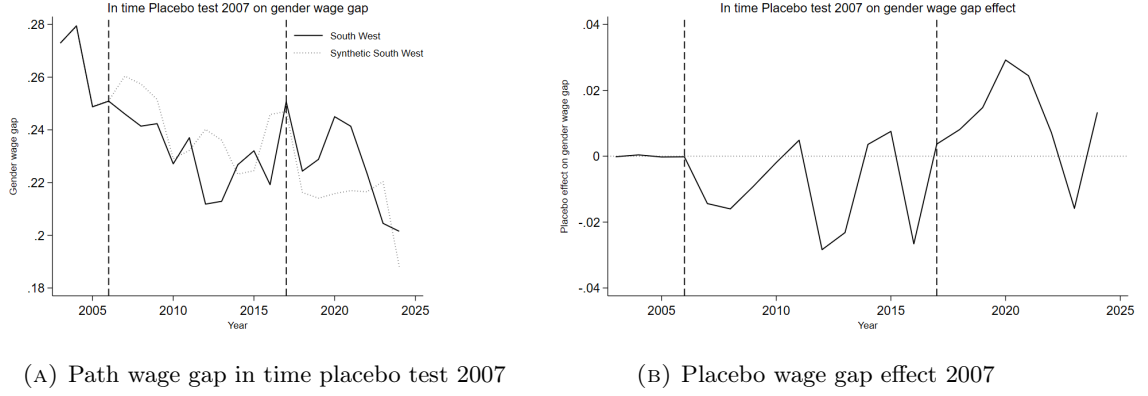 In time Placebo test 2007 on gender wage gap
.28
.26
.24
.22
.2
.18
Gender wage gap
South West
Synthetic South West
2005 2010 2015 2020 2025
Year
(A) Path wage gap in time placebo test 2007
In time Placebo test 2007 on gender wage gap effect
.04
.02
0
-.02
-.04
Placebo effect on gender wage gap
2005 2010 2015 2020 2025
Year
(B) Placebo wage gap effect 2007